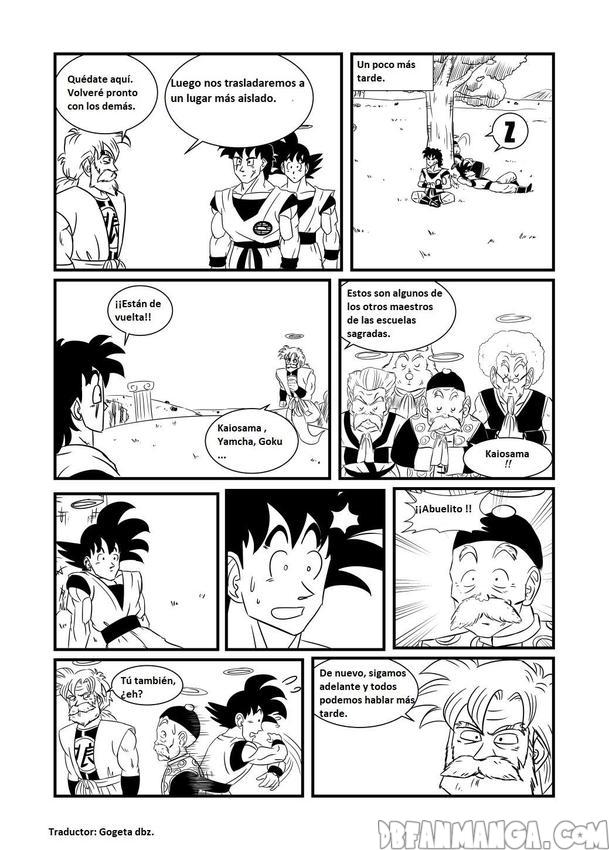 Quédate aquí.
Volveré pronto
con los demás.
Luego nos trasladaremos a
un lugar más aislado.
Un poco más
tarde.
Z
¡¡Están de
vuelta!!
Kaiosama ,
Yamcha, Goku
...
Estos son algunos de
los otros maestros
de las escuelas
sagradas.
Kaiosama
!!
¡¡Abuelito !!
Tú también,
¿eh?
De nuevo, sigamos
adelante y todos
podemos hablar más
tarde.
Traductor: Gogeta dbz.
DBFANMANGA.COM